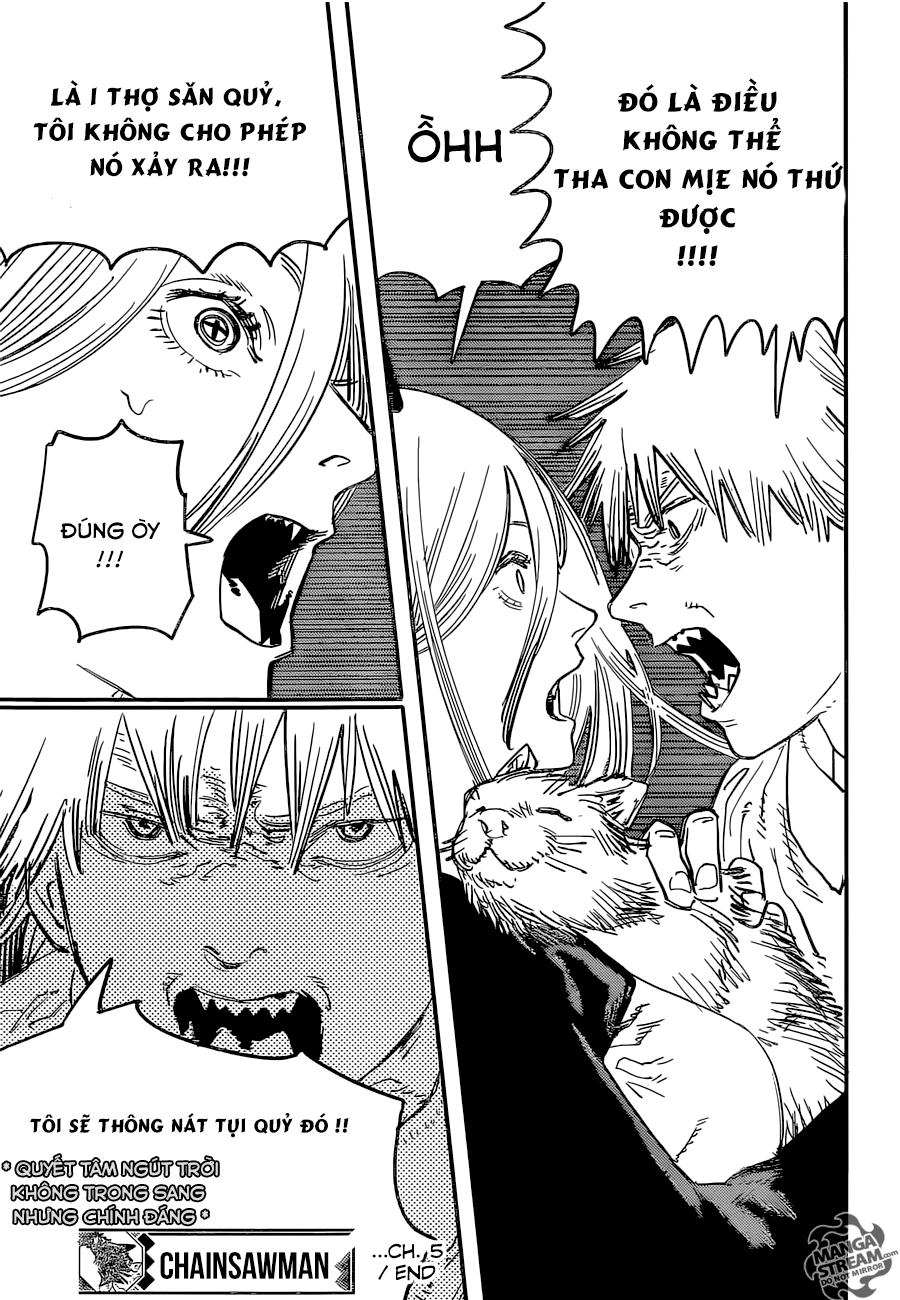 ĐÓ LÀ ĐIỀU
KHÔNG THỂ
THA CON MỊE NÓ THỨ
ĐƯỢC
!!!!
ỒHH
LÀ 1 THỢ SĂN QUỶ,
TÔI KHÔNG CHO PHÉP
NÓ XẢY RA!!!
ĐÚNG ÒY
!!!
TÔI SẼ THÔNG NÁT TỤI QUỶ ĐÓ !!
* QUYẾT TÂM NGÚT TRỜI
KHÔNG TRONG SANG
NHƯNG CHÍNH ĐÁNG *
CHAINSAWMAN
...CH. 5
/ END
MANGA
STREAM.COM
DO NOT MIRROR